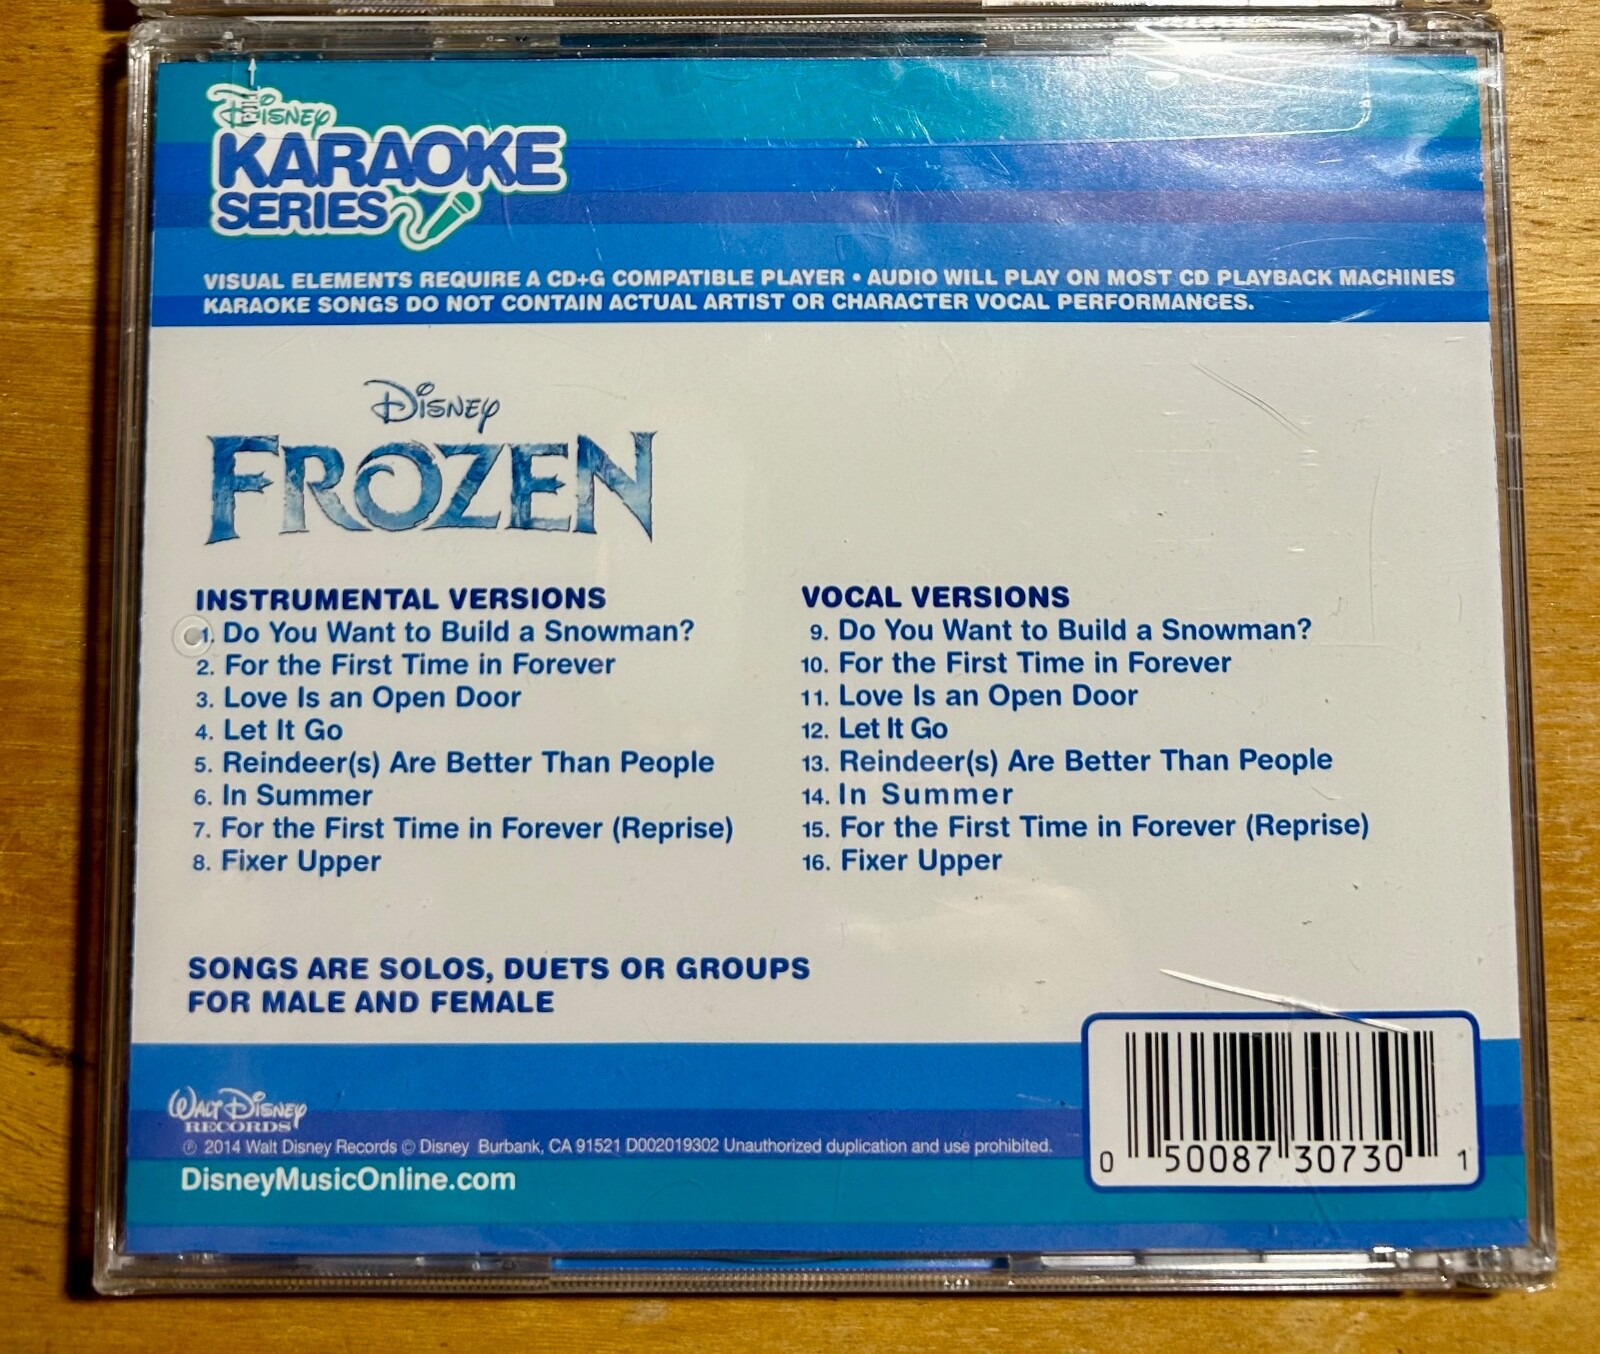 Disney
KARAOKE
SERIES
VISUAL ELEMENTS REQUIRE A CD+G COMPATIBLE PLAYER • AUDIO WILL PLAY ON MOST CD PLAYBACK MACHINES
KARAOKE SONGS DO NOT CONTAIN ACTUAL ARTIST OR CHARACTER VOCAL PERFORMANCES.
Disney
FROZEN
INSTRUMENTAL VERSIONS
1. Do You Want to Build a Snowman?
2. For the First Time in Forever
3. Love Is an Open Door
4. Let It Go
5. Reindeer(s) Are Better Than People
6. In Summer
7. For the First Time in Forever (Reprise)
8. Fixer Upper
VOCAL VERSIONS
9. Do You Want to Build a Snowman?
10. For the First Time in Forever
11. Love Is an Open Door
12. Let It Go
13. Reindeer(s) Are Better Than People
14. In Summer
15. For the First Time in Forever (Reprise)
16. Fixer Upper
SONGS ARE SOLOS, DUETS OR GROUPS
FOR MALE AND FEMALE
Walt Disney
RECORDS
℗ 2014 Walt Disney Records © Disney Burbank, CA 91521 D002019302 Unauthorized duplication and use prohibited.
DisneyMusicOnline.com
0 50087 30730 1